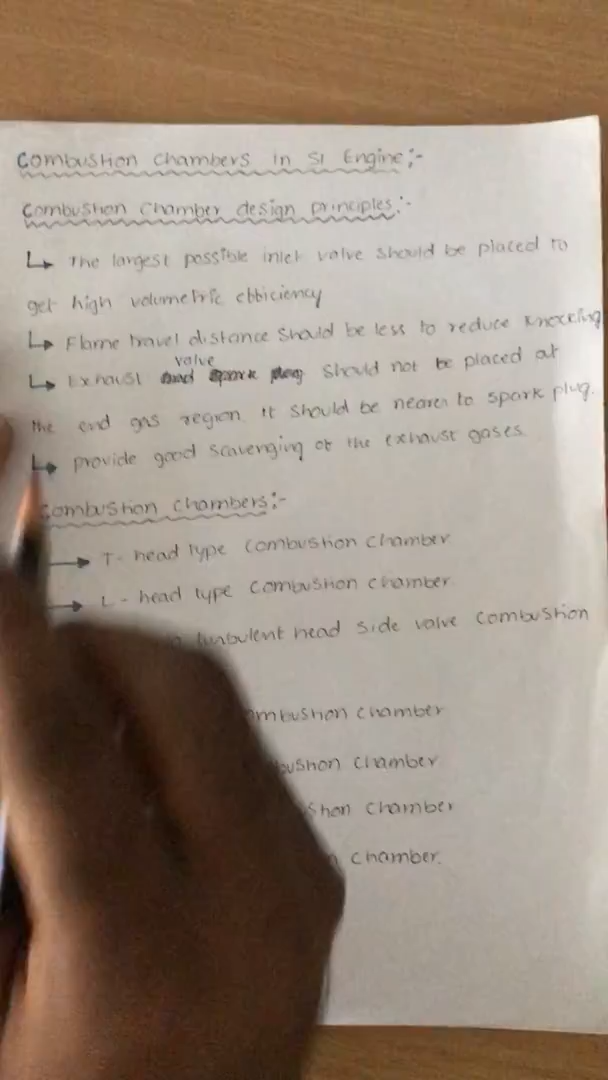 Combustion Chambers in SI Engine:-
Combustion Chamber design principles:-
↳ The largest possible inlet valve should be placed to
get high volumetric efficiency
↳ Flame travel distance should be less to reduce knocking
valve
↳ Exhaust and spark plug should not be placed at
the end gas region it should be nearer to spark plug.
↳ provide good scavenging of the exhaust gases.
Combustion chambers:-
→ T- head type combustion chamber
→ L- head type combustion chamber
turbulent head side valve combustion
combustion chamber
chamber
chamber
chamber.